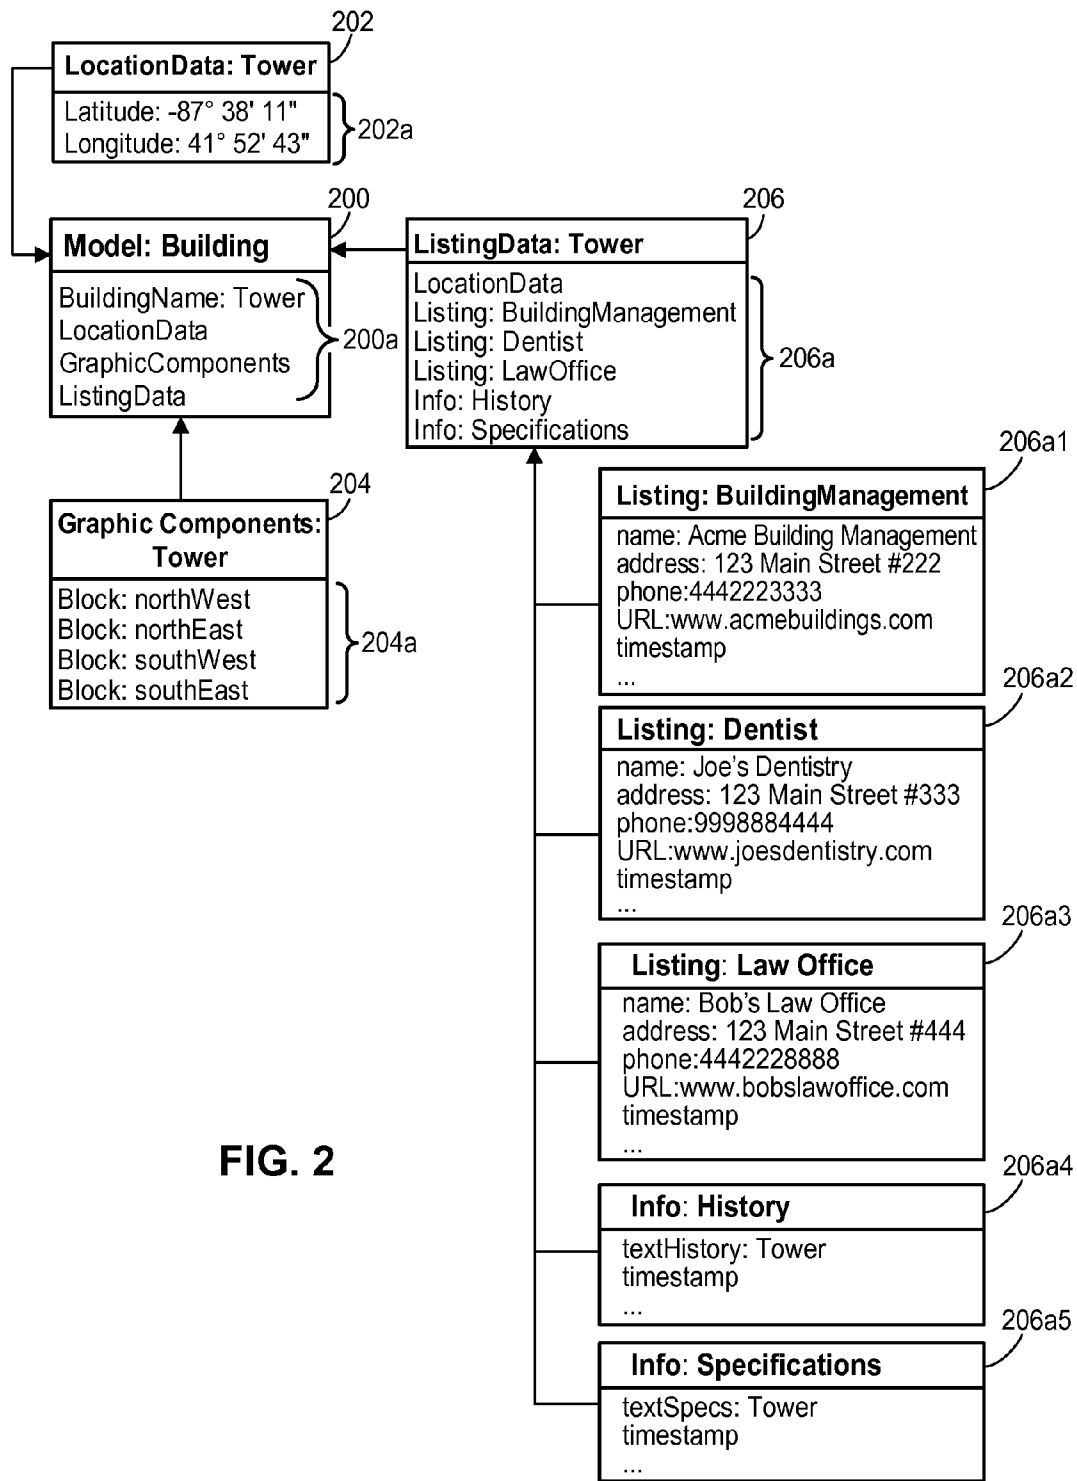 202
LocationData: Tower
Latitude: -87° 38' 11"
Longitude: 41° 52' 43"
202a
200
Model: Building
BuildingName: Tower
LocationData
GraphicComponents
ListingData
200a
206
ListingData: Tower
LocationData
Listing: BuildingManagement
Listing: Dentist
Listing: LawOffice
Info: History
Info: Specifications
206a
204
Graphic Components:
Tower
Block: northWest
Block: northEast
Block: southWest
Block: southEast
204a
206a1
Listing: BuildingManagement
name: Acme Building Management
address: 123 Main Street #222
phone:4442223333
URL:www.acmebuildings.com
timestamp
...
206a2
Listing: Dentist
name: Joe's Dentistry
address: 123 Main Street #333
phone:9998884444
URL:www.joesdentistry.com
timestamp
...
206a3
Listing: Law Office
name: Bob's Law Office
address: 123 Main Street #444
phone:4442228888
URL:www.bobslawoffice.com
timestamp
...
FIG. 2
206a4
Info: History
textHistory: Tower
timestamp
...
206a5
Info: Specifications
textSpecs: Tower
timestamp
...